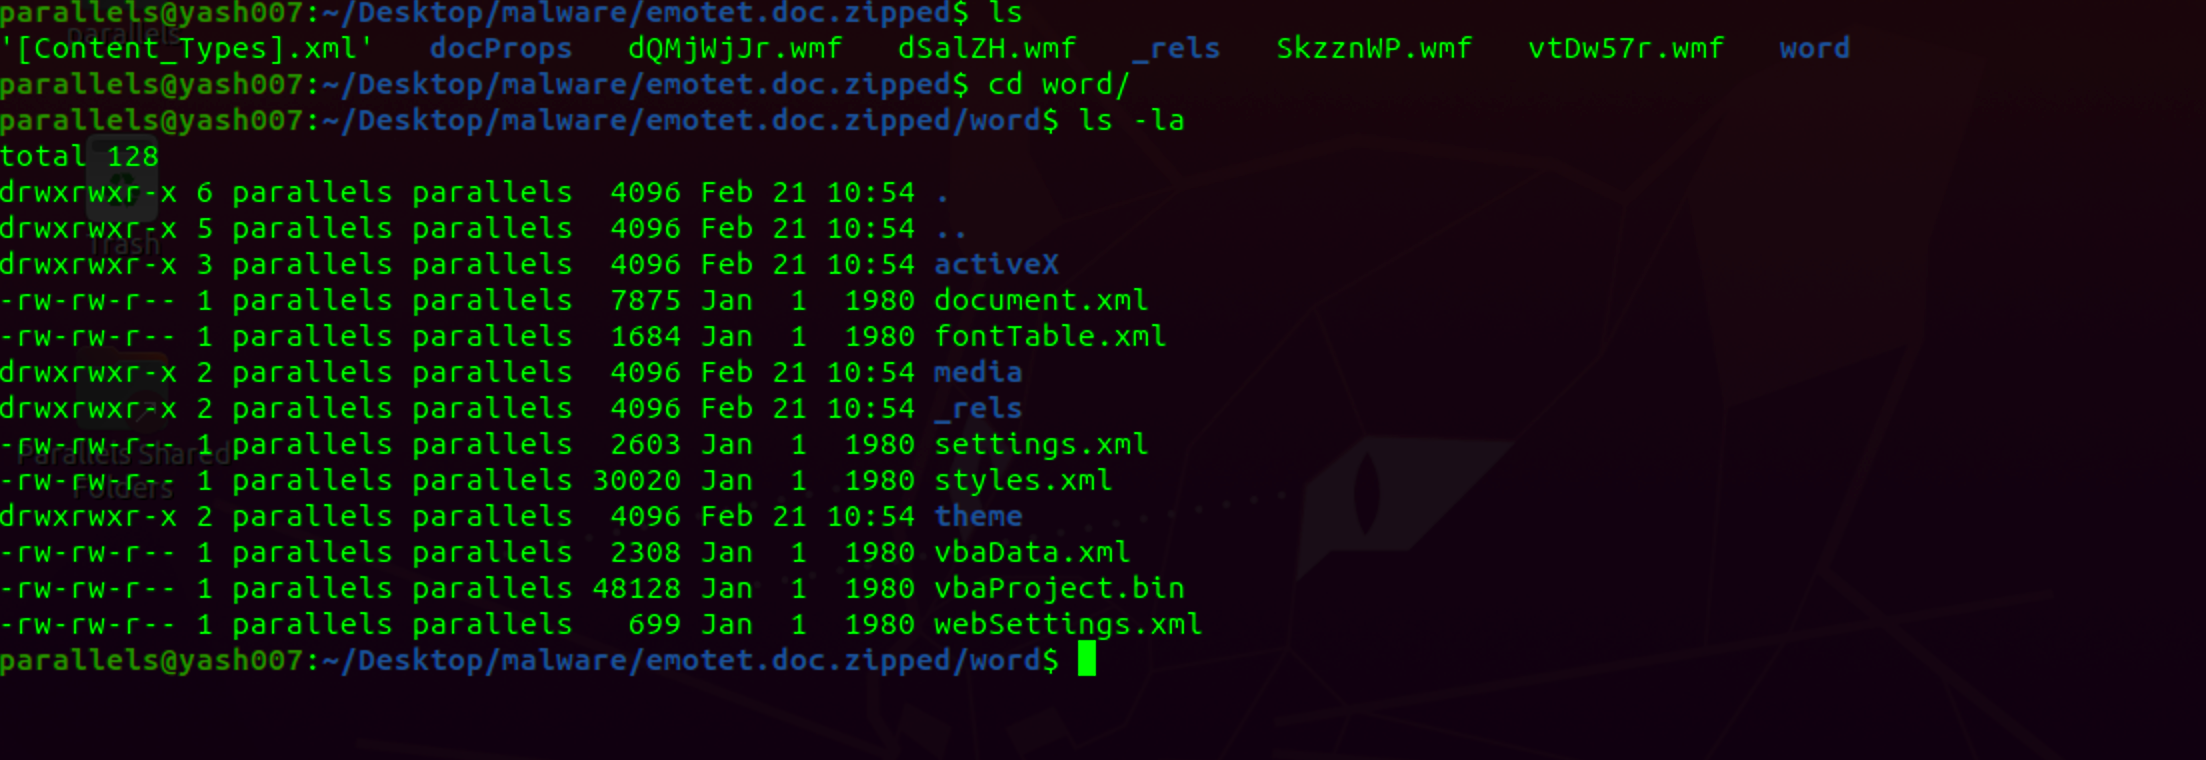 parallels@yash007:~/Desktop/malware/emotet.doc.zipped$ ls
'[Content_Types].xml'   docProps   dQMjWjJr.wmf   dSalZH.wmf   _rels   SkzznWP.wmf   vtDw57r.wmf   word
parallels@yash007:~/Desktop/malware/emotet.doc.zipped$ cd word/
parallels@yash007:~/Desktop/malware/emotet.doc.zipped/word$ ls -la
total 128
drwxrwxr-x 6 parallels parallels  4096 Feb 21 10:54 .
drwxrwxr-x 5 parallels parallels  4096 Feb 21 10:54 ..
drwxrwxr-x 3 parallels parallels  4096 Feb 21 10:54 activeX
-rw-rw-r-- 1 parallels parallels  7875 Jan  1  1980 document.xml
-rw-rw-r-- 1 parallels parallels  1684 Jan  1  1980 fontTable.xml
drwxrwxr-x 2 parallels parallels  4096 Feb 21 10:54 media
drwxrwxr-x 2 parallels parallels  4096 Feb 21 10:54 _rels
-rw-rw-r-- 1 parallels parallels  2603 Jan  1  1980 settings.xml
-rw-rw-r-- 1 parallels parallels 30020 Jan  1  1980 styles.xml
drwxrwxr-x 2 parallels parallels  4096 Feb 21 10:54 theme
-rw-rw-r-- 1 parallels parallels  2308 Jan  1  1980 vbaData.xml
-rw-rw-r-- 1 parallels parallels 48128 Jan  1  1980 vbaProject.bin
-rw-rw-r-- 1 parallels parallels   699 Jan  1  1980 webSettings.xml
parallels@yash007:~/Desktop/malware/emotet.doc.zipped/word$
parallels
Trash
Parallels Shared
Folders